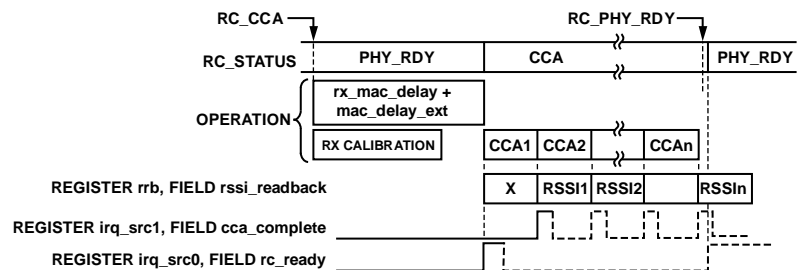 RC_CCA
RC_PHY_RDY
RC_STATUS
PHY_RDY
CCA
PHY_RDY
OPERATION
rx_mac_delay +
mac_delay_ext
RX CALIBRATION
CCA1
CCA2
CCAn
REGISTER rrb, FIELD rssi_readback
X
RSSI1
RSSI2
RSSIn
REGISTER irq_src1, FIELD cca_complete
REGISTER irq_src0, FIELD rc_ready